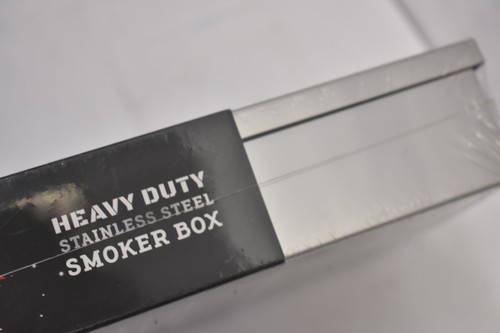 HEAVY DUTY
STAINLESS STEEL
SMOKER BOX